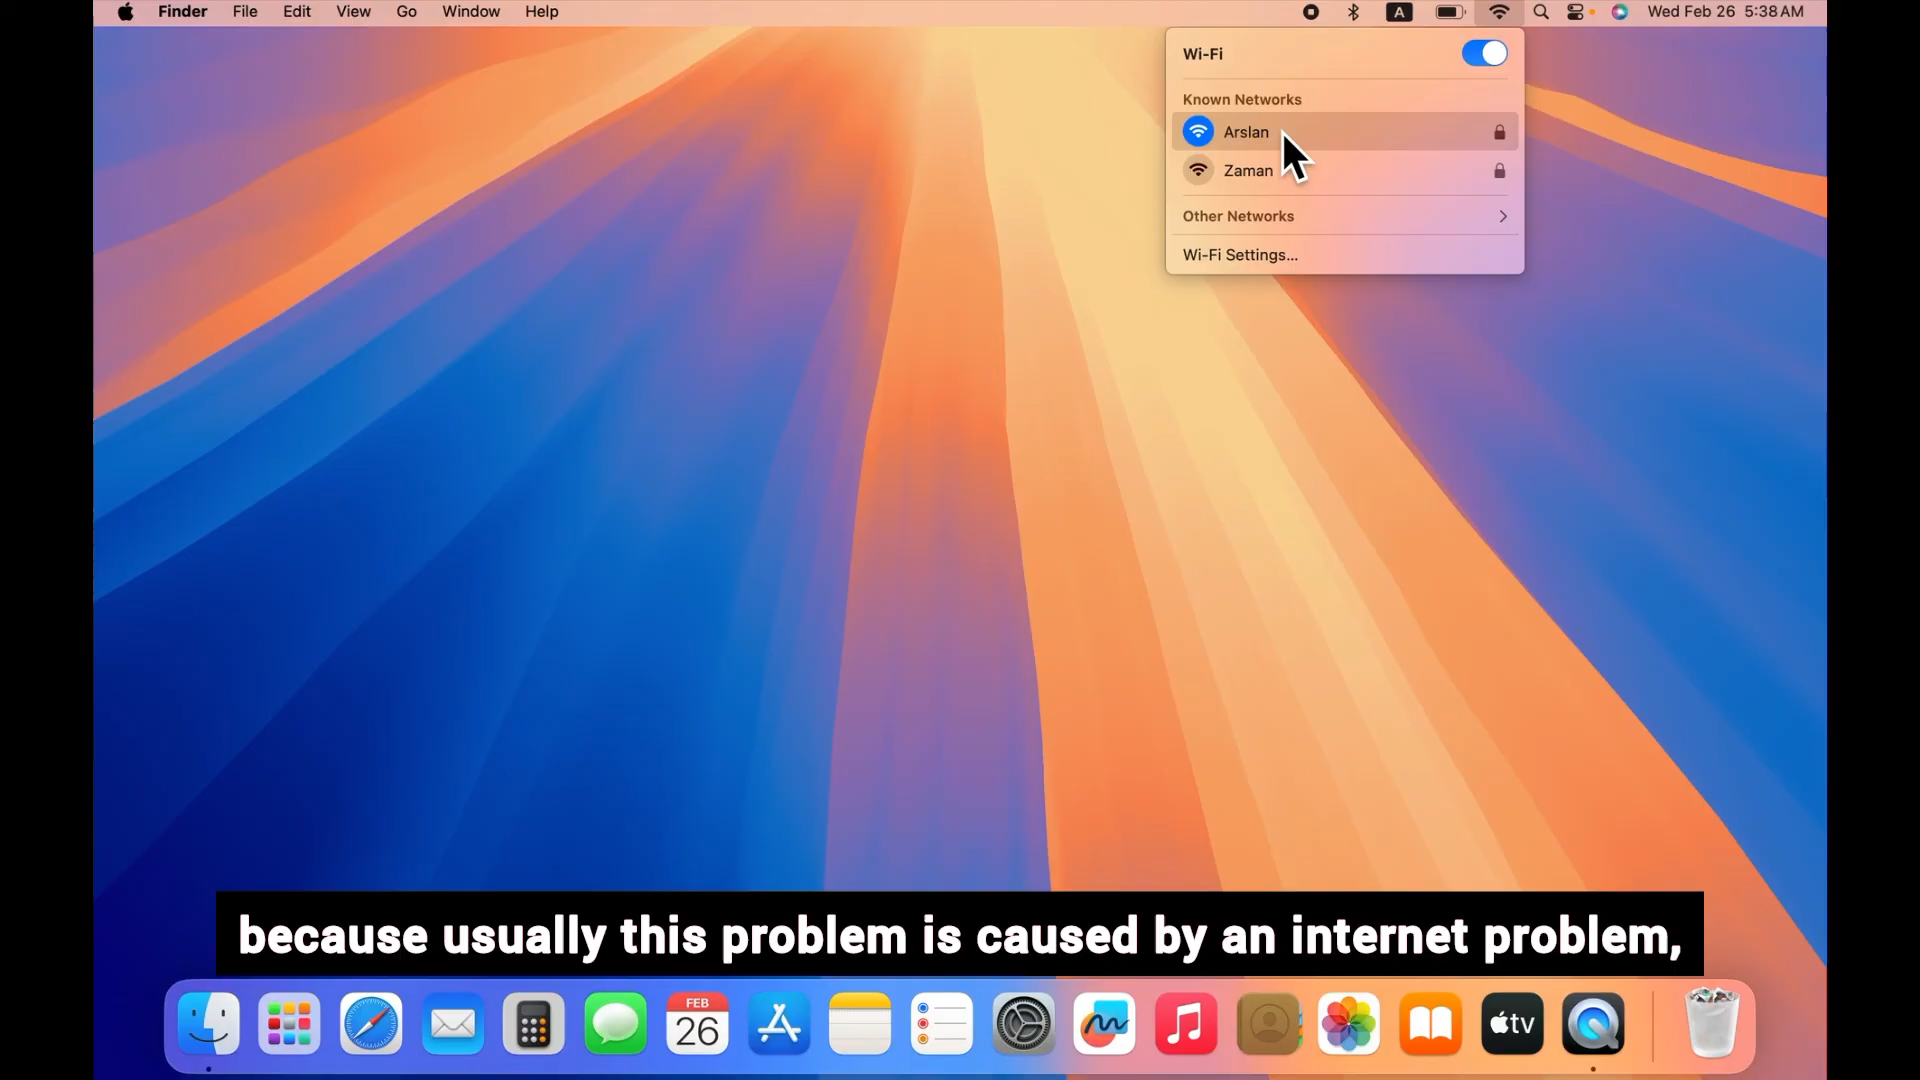 Finder File Edit View Go Window Help A Wed Feb 26 5:38 AM
Wi-Fi
Known Networks
Arslan
Zaman
Other Networks
Wi-Fi Settings...
because usually this problem is caused by an internet problem,
FEB
26
tv